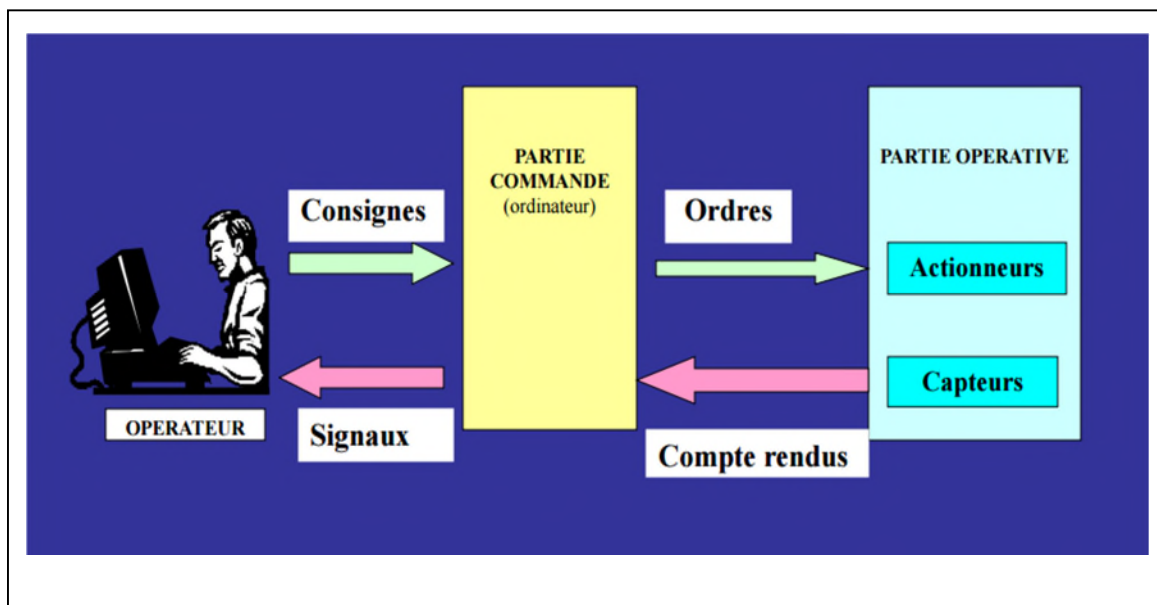 PARTIE
COMMANDE
(ordinateur)
PARTIE OPERATIVE
Consignes
Ordres
Actionneurs
Capteurs
OPERATEUR
Signaux
Compte rendus